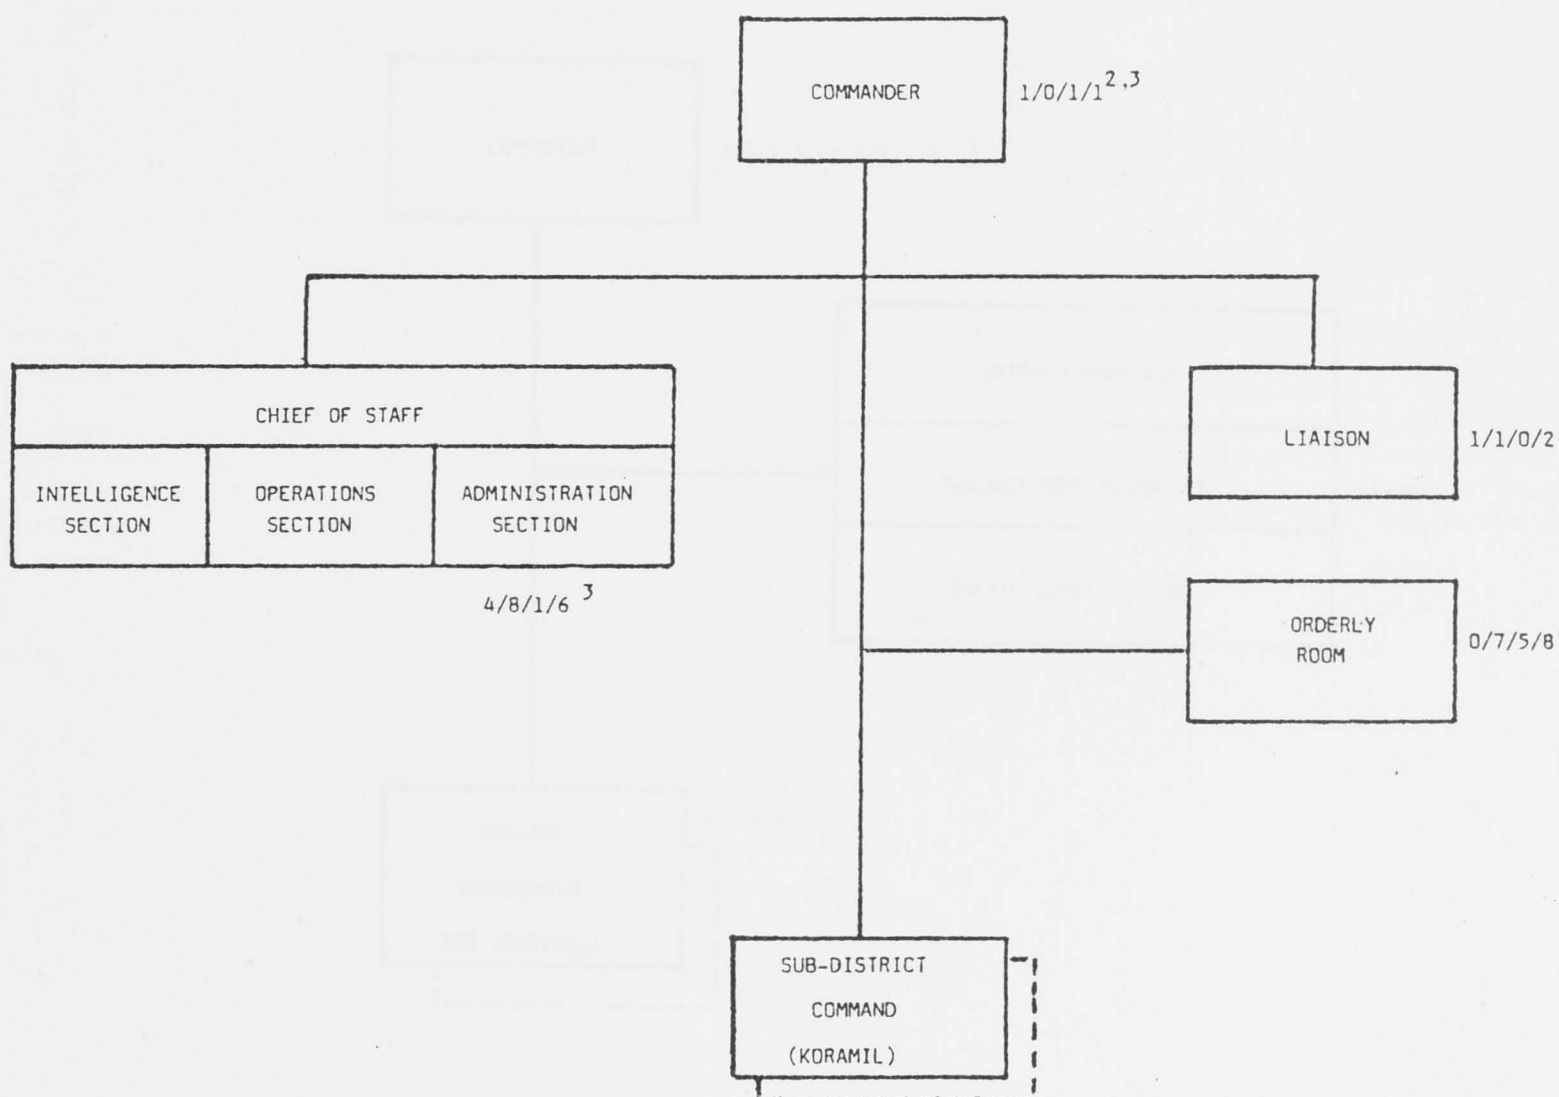 COMMANDER
1/0/1/1 2,3
CHIEF OF STAFF
INTELLIGENCE
SECTION
OPERATIONS
SECTION
ADMINISTRATION
SECTION
4/8/1/6 3
LIAISON
1/1/0/2
ORDERLY
ROOM
0/7/5/8
SUB-DISTRICT
COMMAND
(KORAMIL)